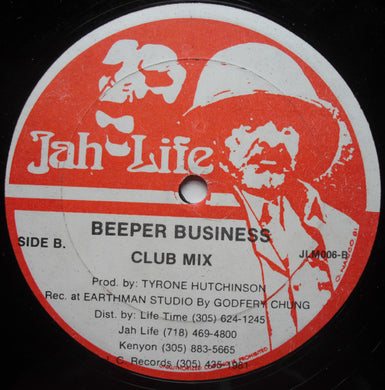 Jah Life
BEEPER BUSINESS
SIDE B.
CLUB MIX
JLM006-B
Prod. by: TYRONE HUTCHINSON
Rec. at EARTHMAN STUDIO By GODFERY CHUNG
Dist. by: Life Time (305) 624-1245
Jah Life (718) 469-4800
Kenyon (305) 883-5665
C. Records (305) 435-1981